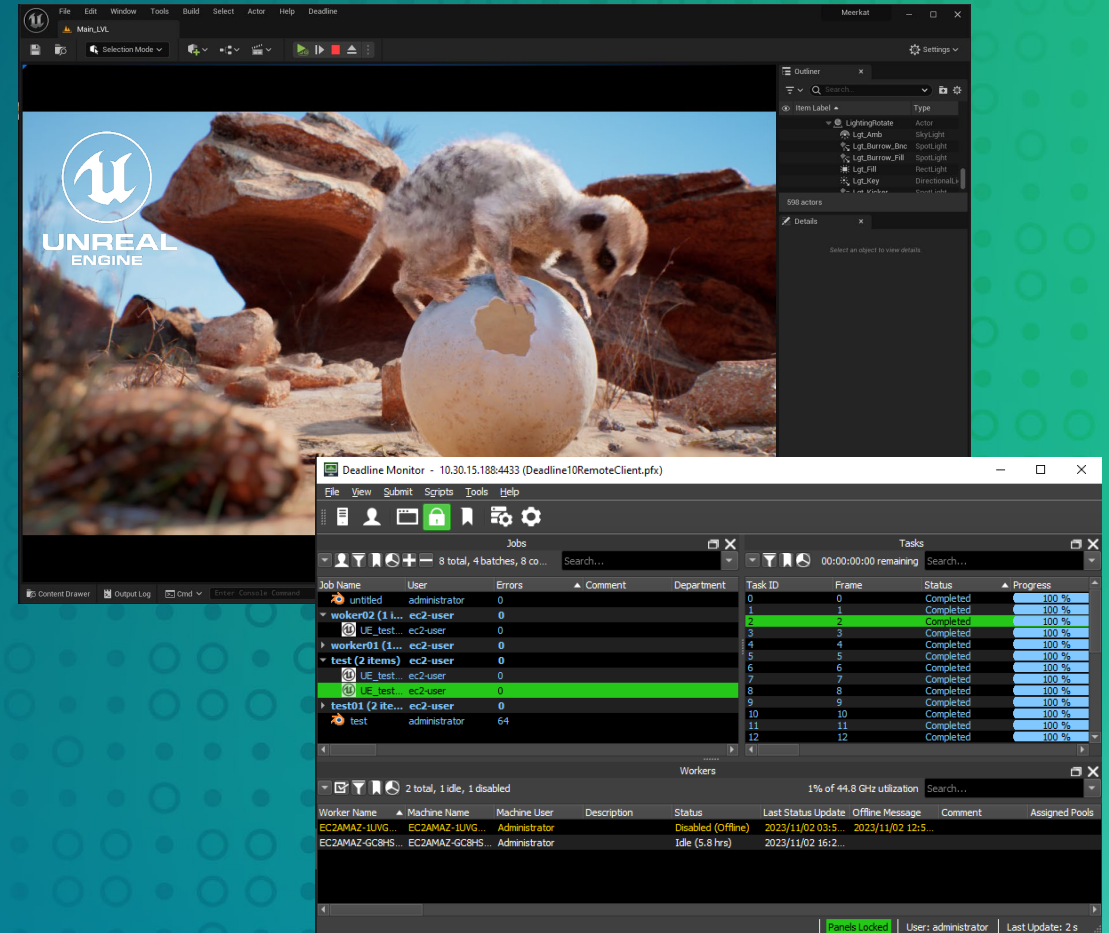 File Edit Window Tools Build Select Actor Help Deadline
Meerkat
Main_LVL
Selection Mode
Settings
Outliner
Search...
Item Label Type
LightingRotate Actor
Lgt_Amb SkyLight
Lgt_Burrow_Bnc SpotLight
Lgt_Burrow_Fill SpotLight
Lgt_Fill RectLight
Lgt_Key DirectionalLi
Lgt_Kicker SpotLight
598 actors
Details
Select an object to view details.
UNREAL
ENGINE
Content Drawer Output Log Cmd Enter Console Command
Deadline Monitor - 10.30.15.188:4433 (Deadline10RemoteClient.pfx)
File View Submit Scripts Tools Help
Jobs
8 total, 4 batches, 8 co... Search...
Job Name User Errors Comment Department
untitled administrator 0
woker02 (1 i... ec2-user 0
UE_test... ec2-user 0
worker01 (1... ec2-user 0
test (2 items) ec2-user 0
UE_test... ec2-user 0
UE_test... ec2-user 0
test01 (2 ite... ec2-user 0
test administrator 64
Tasks
00:00:00:00 remaining Search...
Task ID Frame Status Progress
0 0 Completed 100 %
1 1 Completed 100 %
2 2 Completed 100 %
3 3 Completed 100 %
4 4 Completed 100 %
5 5 Completed 100 %
6 6 Completed 100 %
7 7 Completed 100 %
8 8 Completed 100 %
9 9 Completed 100 %
10 10 Completed 100 %
11 11 Completed 100 %
12 12 Completed 100 %
Workers
2 total, 1 idle, 1 disabled 1% of 44.8 GHz utilization Search...
Worker Name Machine Name Machine User Description Status Last Status Update Offline Message Comment Assigned Pools
EC2AMAZ-1UVG... EC2AMAZ-1UVG... Administrator Disabled (Offline) 2023/11/02 03:5... 2023/11/02 12:5...
EC2AMAZ-GC8HS... EC2AMAZ-GC8HS... Administrator Idle (5.8 hrs) 2023/11/02 16:2...
Panels Locked User: administrator Last Update: 2 s